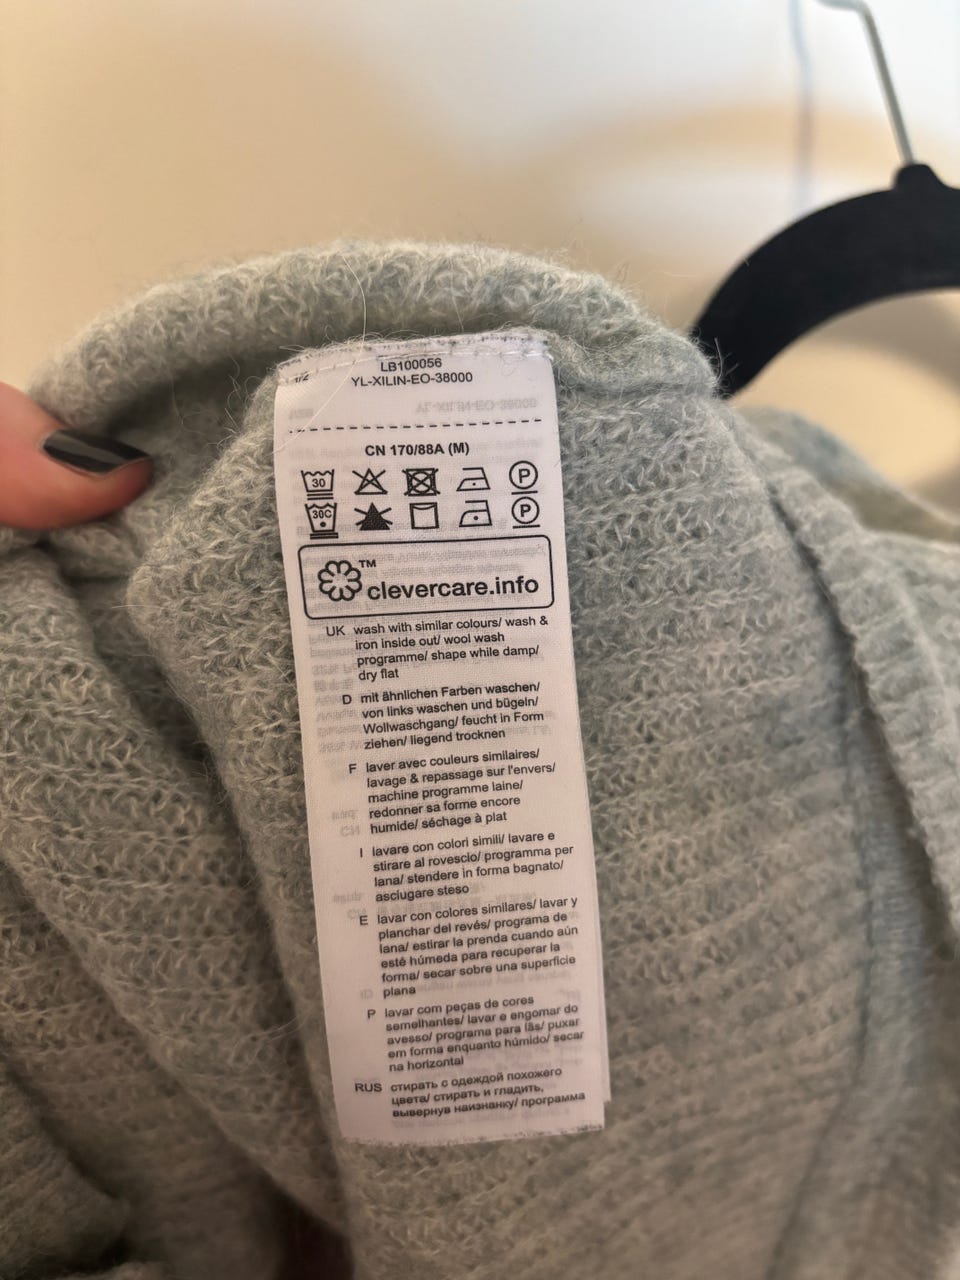 LB100056
1/2 YL-XILIN-EO-38000
CN 170/88A (M)
30 P
30C P
™
clevercare.info
UK wash with similar colours/ wash &
iron inside out/ wool wash
programme/ shape while damp/
dry flat
D mit ähnlichen Farben waschen/
von links waschen und bügeln/
Wollwaschgang/ feucht in Form
ziehen/ liegend trocknen
F laver avec couleurs similaires/
lavage & repassage sur l'envers/
machine programme laine/
redonner sa forme encore
humide/ séchage à plat
I lavare con colori simili/ lavare e
stirare al rovescio/ programma per
lana/ stendere in forma bagnato/
asciugare steso
E lavar con colores similares/ lavar y
planchar del revés/ programa de
lana/ estirar la prenda cuando aún
esté húmeda para recuperar la
forma/ secar sobre una superficie
plana
P lavar com peças de cores
semelhantes/ lavar e engomar do
avesso/ programa para lãs/ puxar
em forma enquanto húmido/ secar
na horizontal
RUS стирать с одеждой похожего
цвета/ стирать и гладить,
вывернув наизнанку/ программа